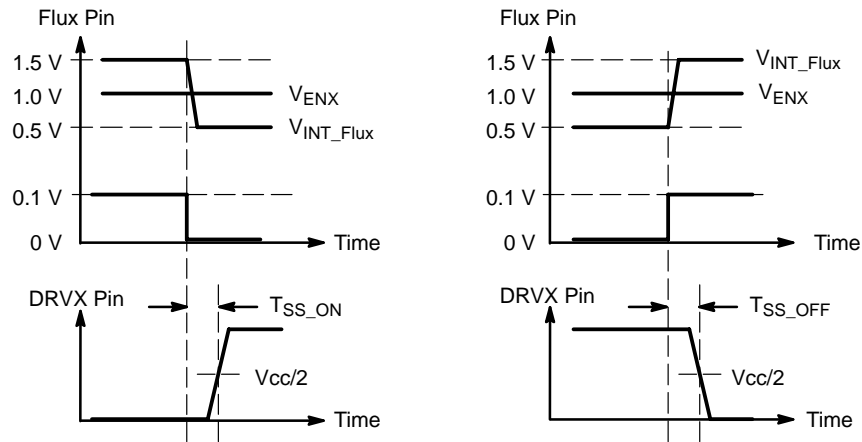 Flux Pin
1.5 V
1.0 V
V_ENX
0.5 V
V_INT_Flux
0.1 V
0 V
Time
DRVX Pin
T_SS_ON
Vcc/2
Time
Flux Pin
1.5 V
V_INT_Flux
1.0 V
V_ENX
0.5 V
0.1 V
0 V
Time
DRVX Pin
T_SS_OFF
Vcc/2
Time